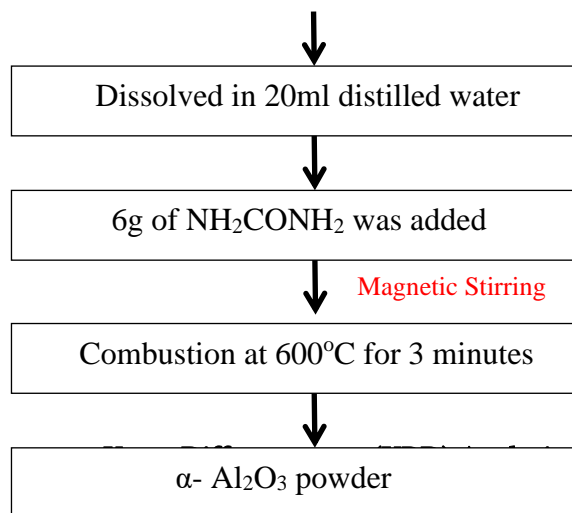 Dissolved in 20ml distilled water
6g of NH₂CONH₂ was added
Magnetic Stirring
Combustion at 600°C for 3 minutes
α- Al₂O₃ powder